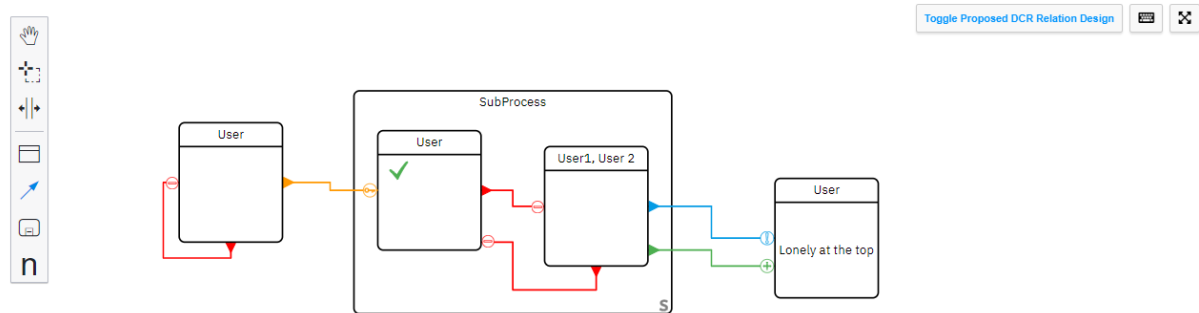 Toggle Proposed DCR Relation Design
SubProcess
User
User
User1, User 2
User
Lonely at the top
n
S